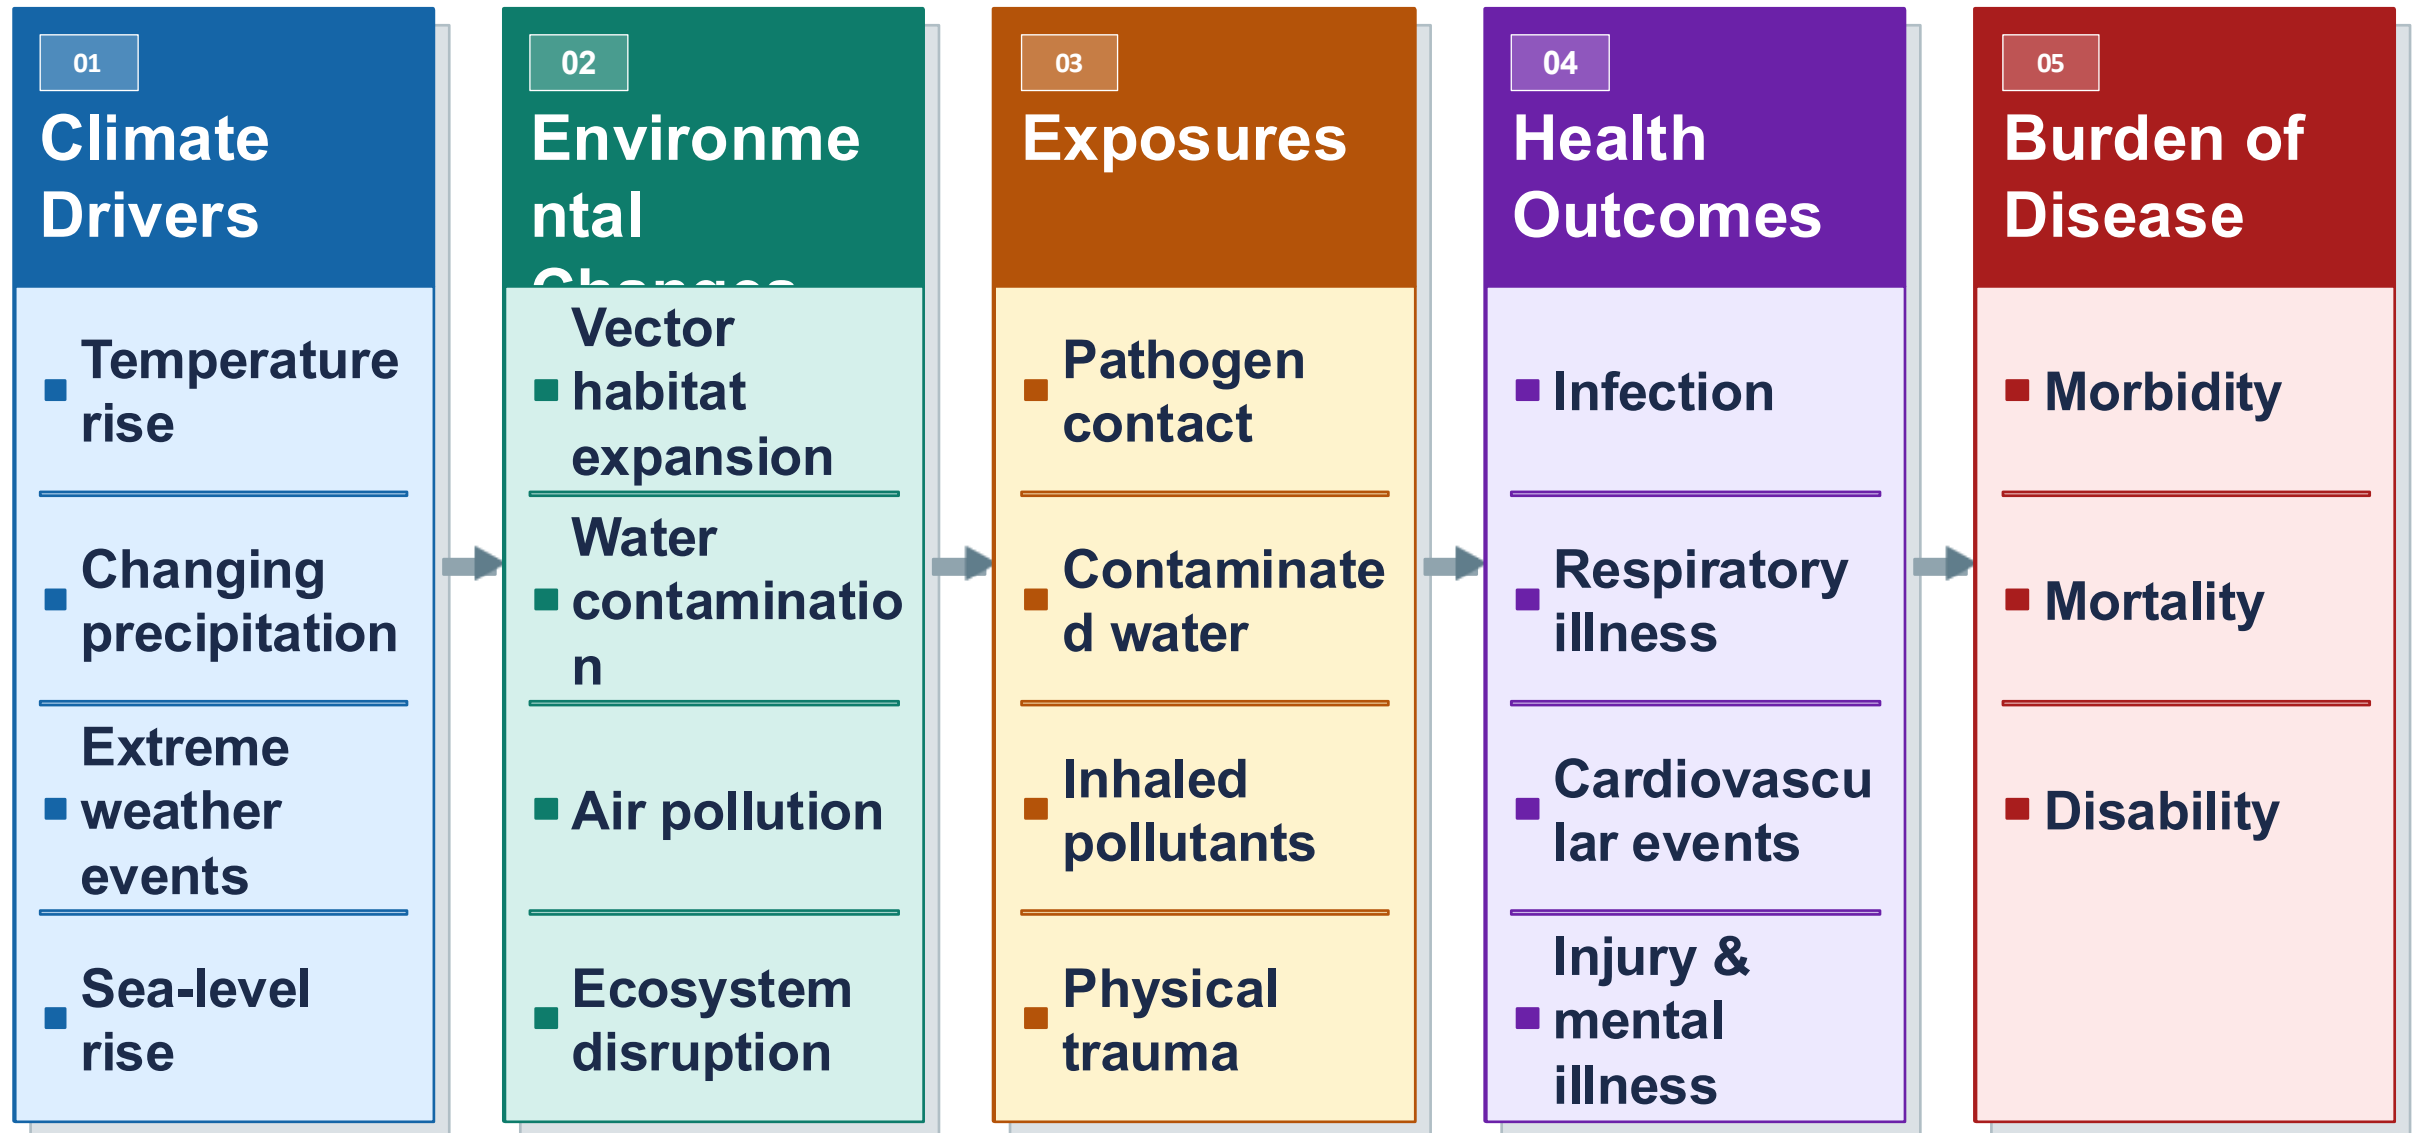 01
Climate
Drivers
Temperature
rise
Changing
precipitation
Extreme
weather
events
Sea-level
rise
02
Environme
ntal
Changes
Vector
habitat
expansion
Water
contaminatio
n
Air pollution
Ecosystem
disruption
03
Exposures
Pathogen
contact
Contaminate
d water
Inhaled
pollutants
Physical
trauma
04
Health
Outcomes
Infection
Respiratory
illness
Cardiovascu
lar events
Injury &
mental
illness
05
Burden of
Disease
Morbidity
Mortality
Disability